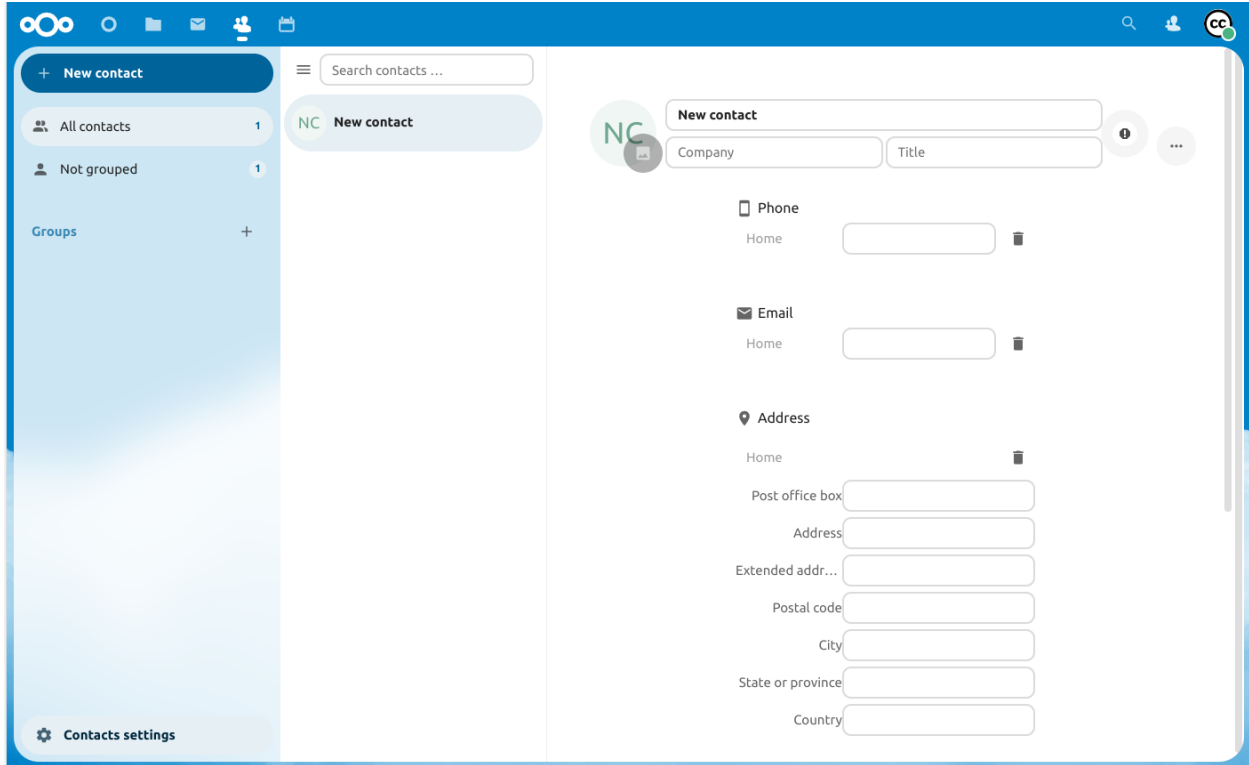 cc
+ New contact
All contacts 1
Not grouped 1
Groups +
Contacts settings
Search contacts ...
NC New contact
NC
New contact
Company
Title
Phone
Home
Email
Home
Address
Home
Post office box
Address
Extended addr...
Postal code
City
State or province
Country